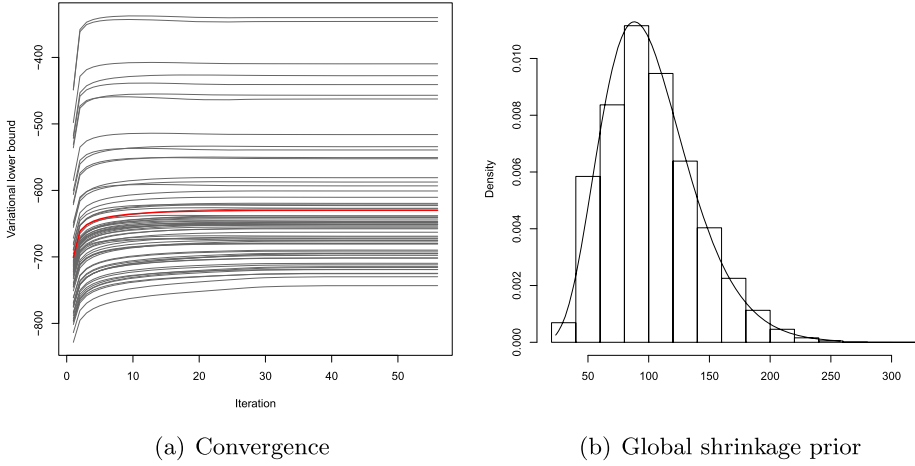 Variational lower bound
-400
-500
-600
-700
-800
0 10 20 30 40 50
Iteration
(a) Convergence
Density
0.010
0.008
0.006
0.004
0.002
0.000
50 100 150 200 250 300
(b) Global shrinkage prior